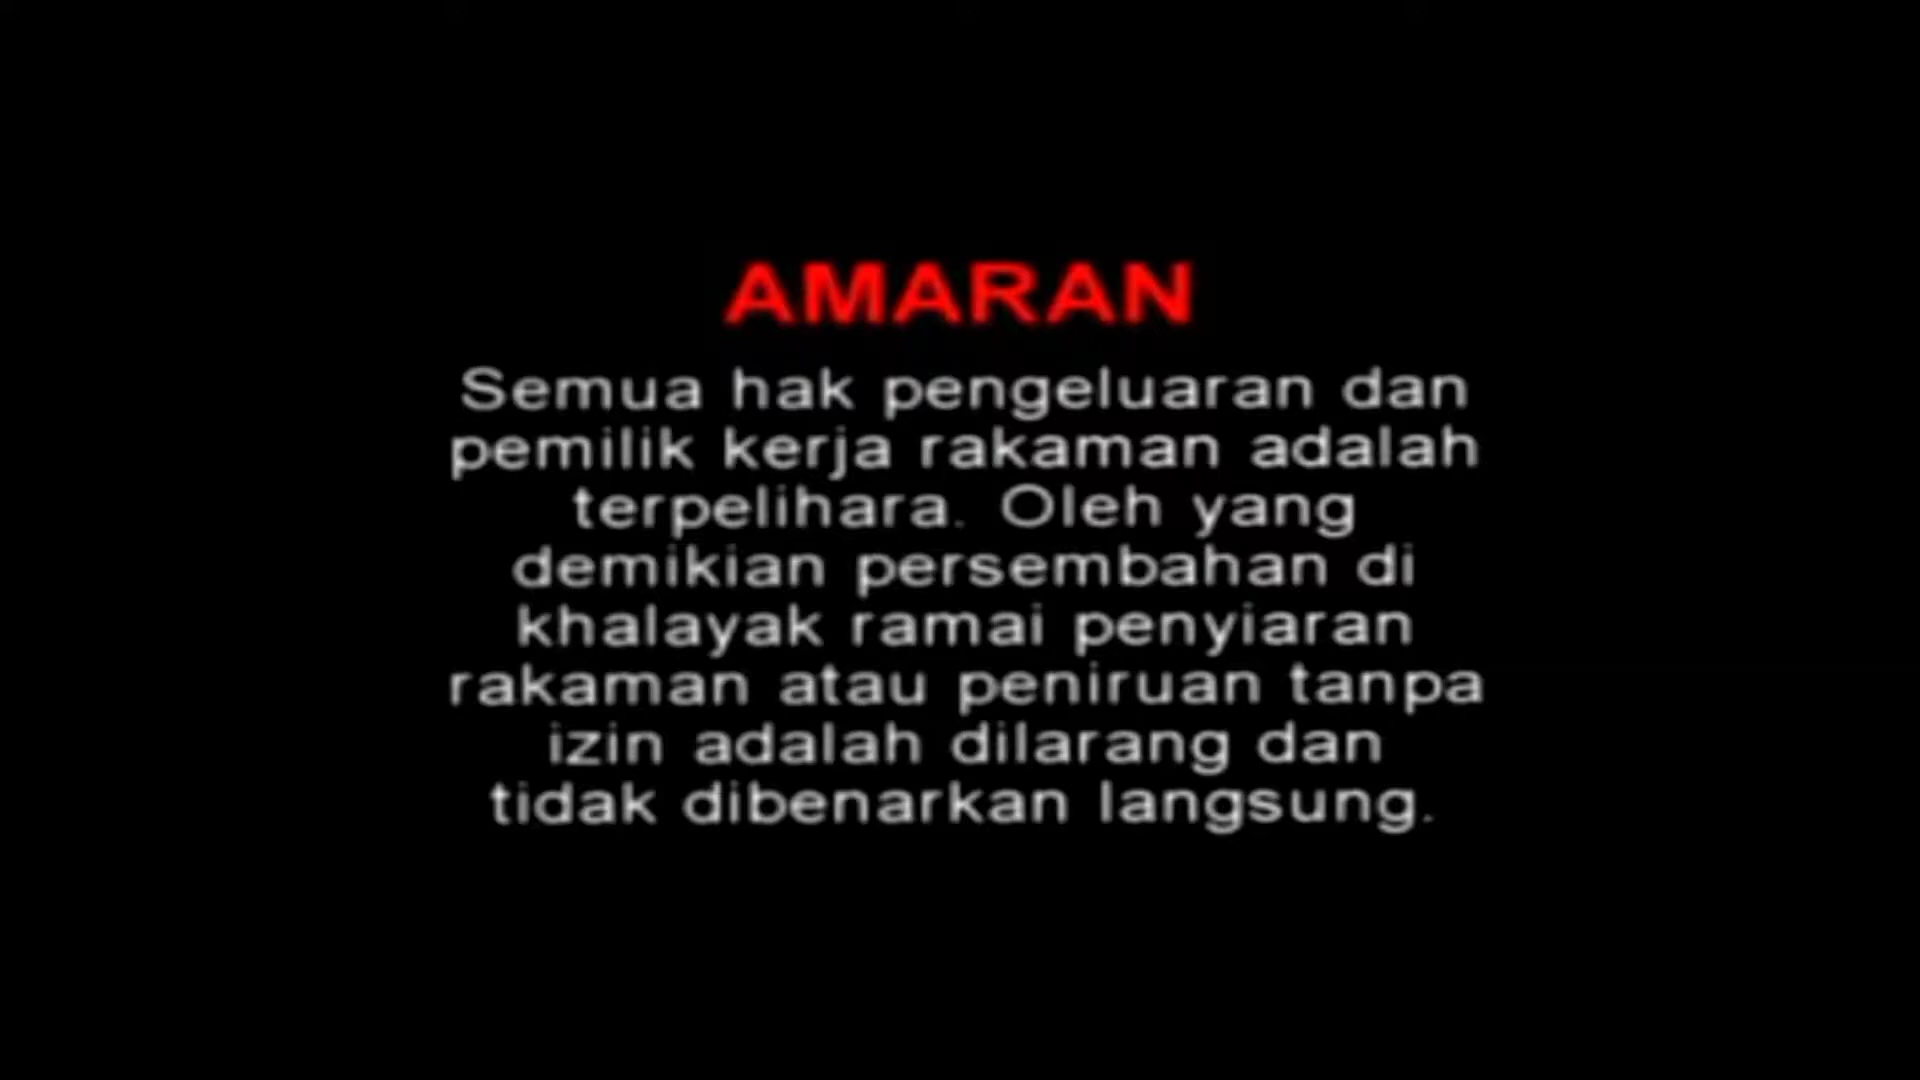 AMARAN
Semua hak pengeluaran dan
pemilik kerja rakaman adalah
terpelihara. Oleh yang
demikian persembahan di
khalayak ramai penyiaran
rakaman atau peniruan tanpa
izin adalah dilarang dan
tidak dibenarkan langsung.